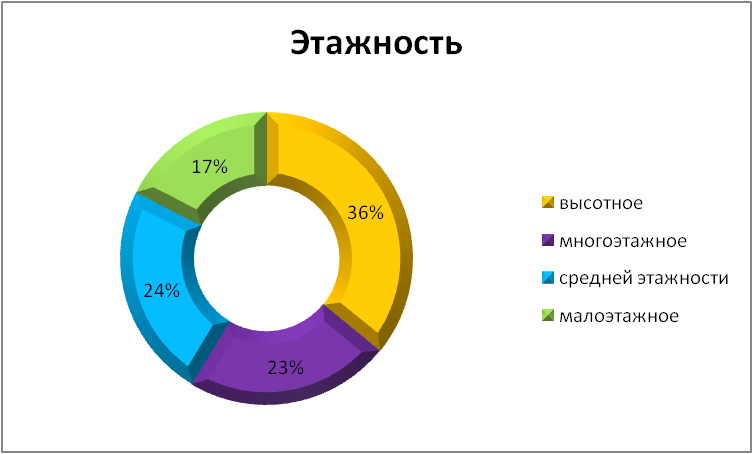 Этажность
17%
36%
24%
23%
высотное
многоэтажное
средней этажности
малоэтажное